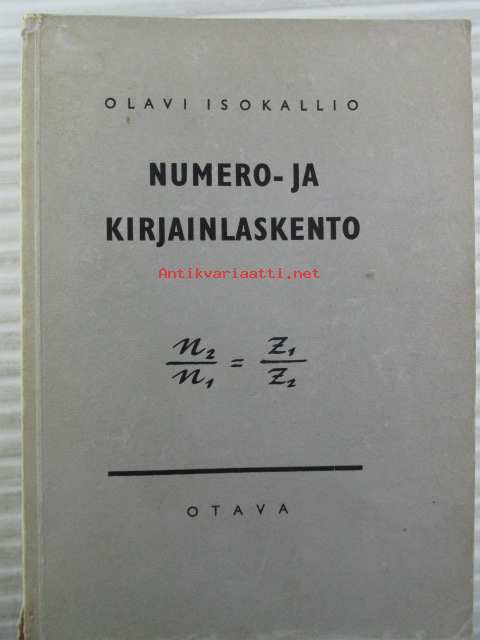 OLAVI ISOKALLIO
NUMERO- JA
KIRJAINLASKENTO
Antikvariaatti.net
n₂/n₁ = Z₁/Z₂
OTAVA